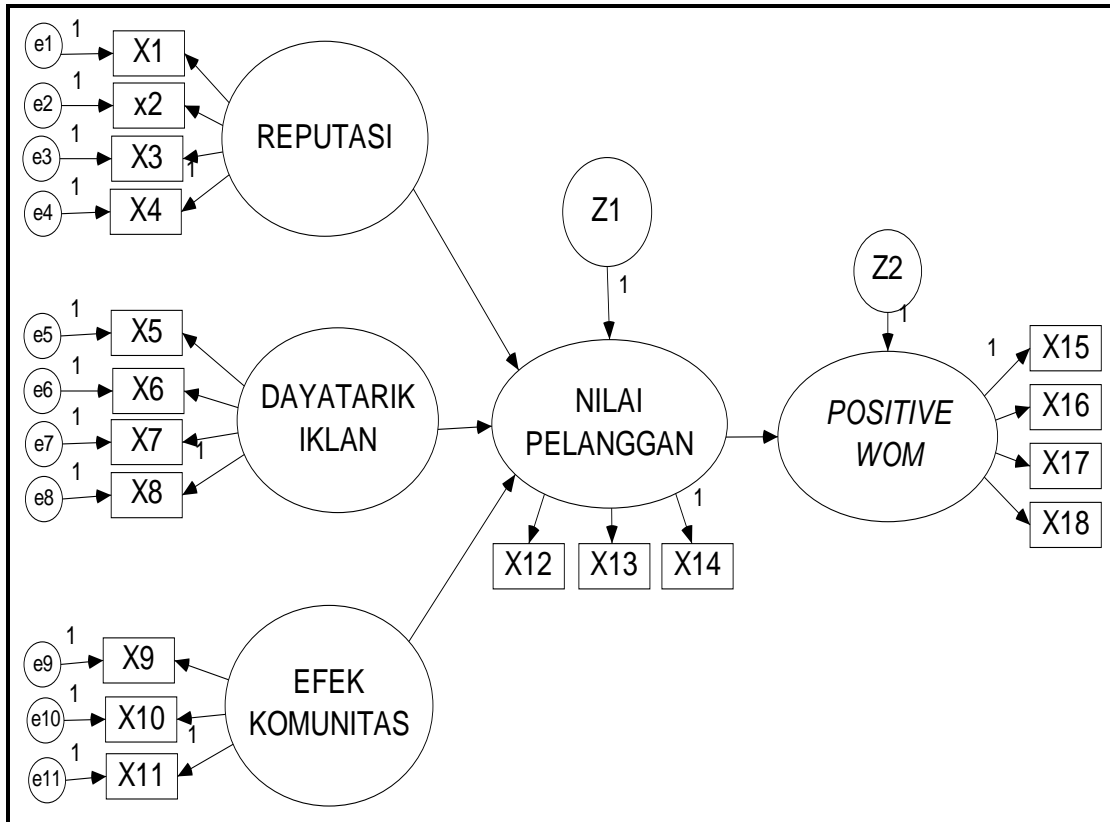 e1
1
X1
e2
1
x2
e3
1
X3
1
e4
1
X4
REPUTASI
e5
1
X5
e6
1
X6
e7
1
X7
1
e8
1
X8
DAYATARIK
IKLAN
e9
1
X9
e10
1
X10
1
e11
1
X11
EFEK
KOMUNITAS
Z1
1
NILAI
PELANGGAN
1
X12
X13
X14
Z2
1
POSITIVE
WOM
1
X15
X16
X17
X18